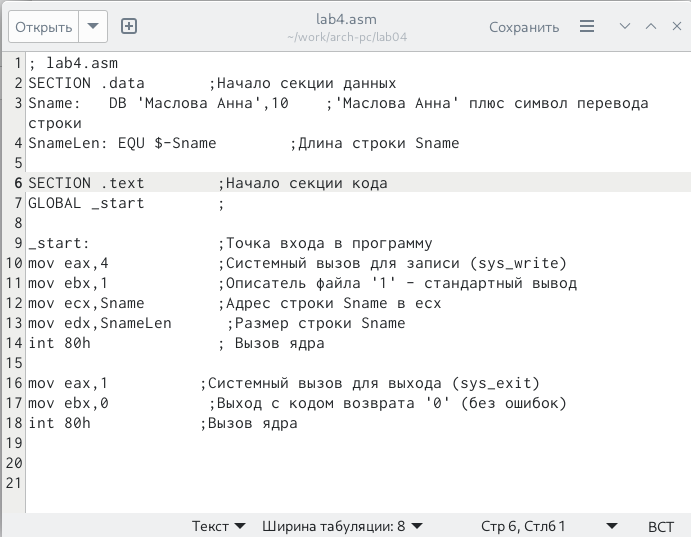 Открыть
lab4.asm
~/work/arch-pc/lab04
Сохранить
1 ; lab4.asm
2 SECTION .data ;Начало секции данных
3 Sname: DB 'Маслова Анна',10 ;'Маслова Анна' плюс символ перевода
строки
4 SnameLen: EQU $-Sname ;Длина строки Sname
5
6 SECTION .text ;Начало секции кода
7 GLOBAL _start ;
8
9 _start: ;Точка входа в программу
10 mov eax,4 ;Системный вызов для записи (sys_write)
11 mov ebx,1 ;Описатель файла '1' - стандартный вывод
12 mov ecx,Sname ;Адрес строки Sname в ecx
13 mov edx,SnameLen ;Размер строки Sname
14 int 80h ; Вызов ядра
15
16 mov eax,1 ;Системный вызов для выхода (sys_exit)
17 mov ebx,0 ;Выход с кодом возврата '0' (без ошибок)
18 int 80h ;Вызов ядра
19
20
21
Текст Ширина табуляции: 8 Стр 6, Стлб 1 ВСТ